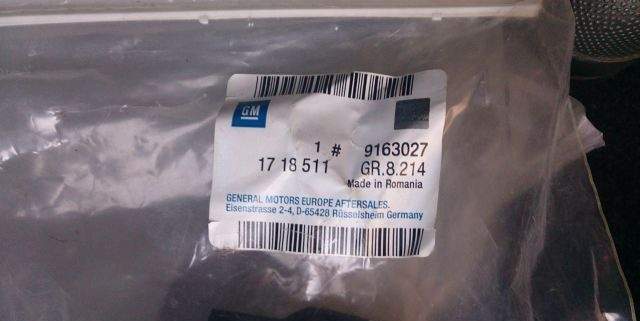 GM
1 # 9163027
17 18 511 GR.8.214
Made in Romania
GENERAL MOTORS EUROPE AFTERSALES.
Eisenstrasse 2-4, D-65428 Rüsselsheim Germany